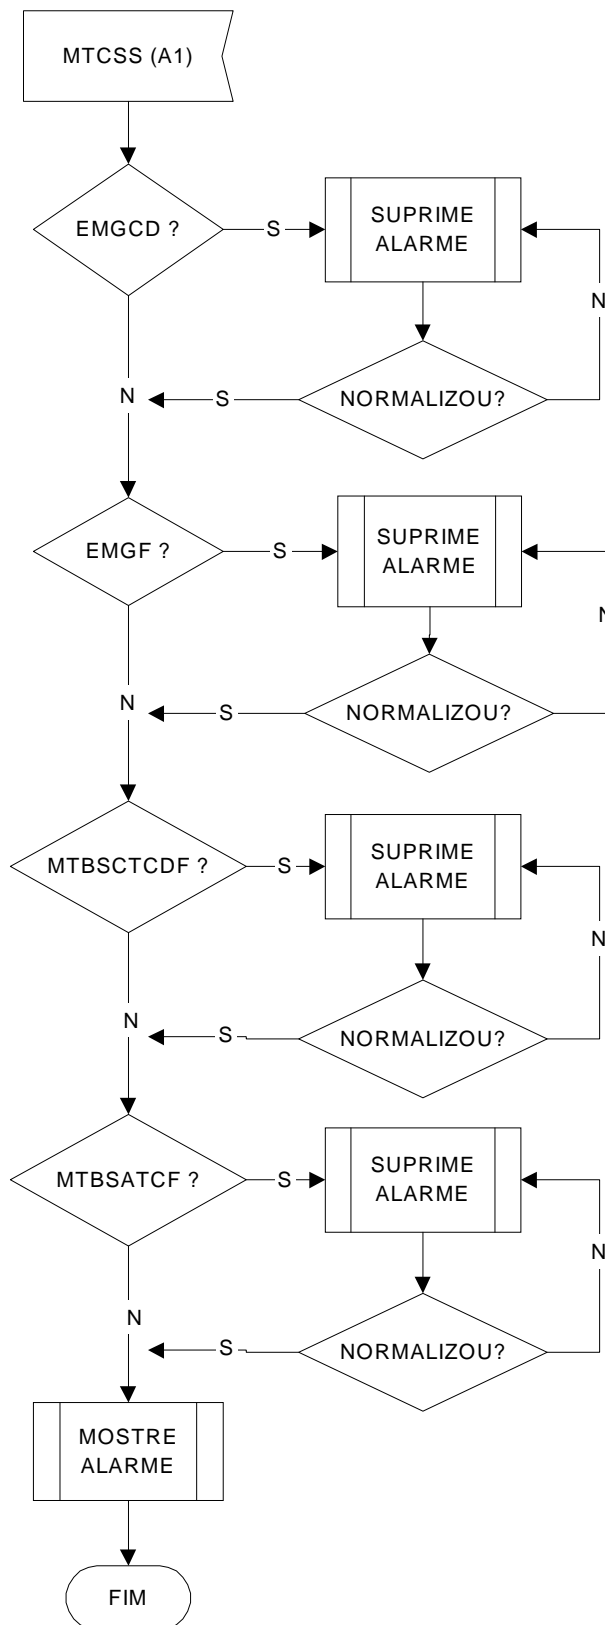 MTCSS (A1)
EMGCD ?
S
SUPRIME
ALARME
N
N
S
NORMALIZOU?
EMGF ?
S
SUPRIME
ALARME
N
N
S
NORMALIZOU?
MTBSCTCDF ?
S
SUPRIME
ALARME
N
N
S
NORMALIZOU?
MTBSATCF ?
S
SUPRIME
ALARME
N
N
S
NORMALIZOU?
MOSTRE
ALARME
FIM